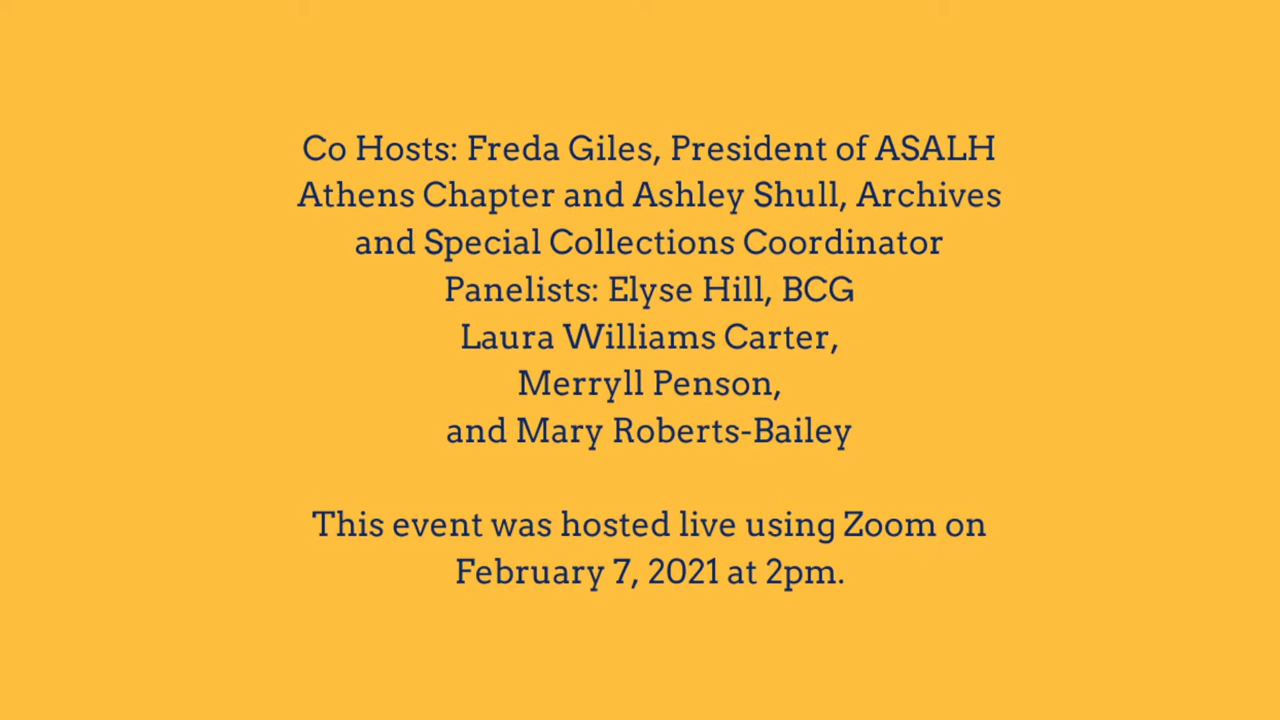 Co Hosts: Freda Giles, President of ASALH
Athens Chapter and Ashley Shull, Archives
and Special Collections Coordinator
Panelists: Elyse Hill, BCG
Laura Williams Carter,
Merryll Penson,
and Mary Roberts-Bailey
This event was hosted live using Zoom on
February 7, 2021 at 2pm.